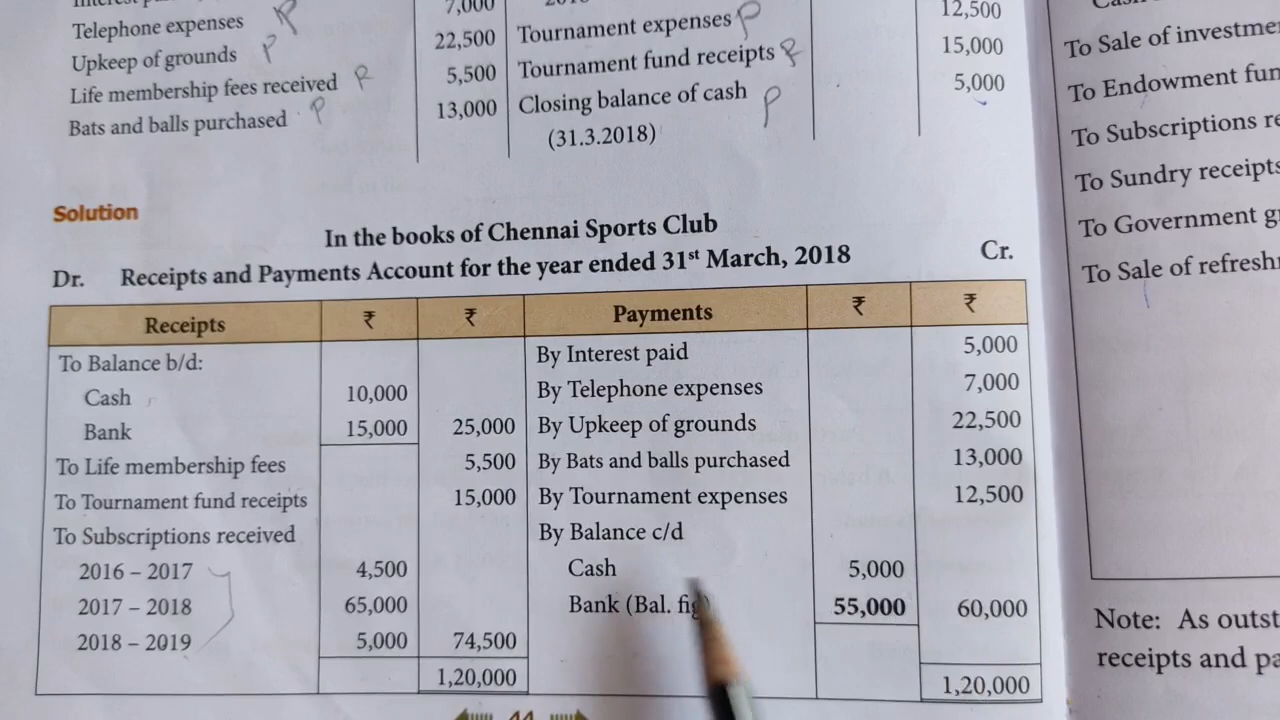 7,000
12,500
Telephone expenses R
22,500 Tournament expenses P
15,000
Upkeep of grounds P
5,500 Tournament fund receipts R
5,000
Life membership fees received R
13,000 Closing balance of cash P
Bats and balls purchased P
(31.3.2018)
Solution
In the books of Chennai Sports Club
Dr. Receipts and Payments Account for the year ended 31st March, 2018 Cr.
Receipts ₹ ₹ Payments ₹ ₹
To Balance b/d: By Interest paid 5,000
Cash 10,000 By Telephone expenses 7,000
Bank 15,000 25,000 By Upkeep of grounds 22,500
To Life membership fees 5,500 By Bats and balls purchased 13,000
To Tournament fund receipts 15,000 By Tournament expenses 12,500
To Subscriptions received By Balance c/d
2016 – 2017 4,500 Cash 5,000
2017 – 2018 65,000 Bank (Bal. fig) 55,000 60,000
2018 – 2019 5,000 74,500
1,20,000 1,20,000
44
To Sale of
To Endowment
To Subscriptions
To Sundry receipts
To Government
To Sale of
Note: As
receipts and